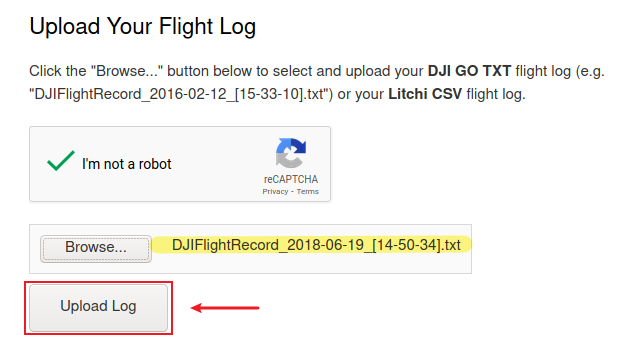 Upload Your Flight Log
Click the "Browse..." button below to select and upload your DJI GO TXT flight log (e.g.
"DJIFlightRecord_2016-02-12_[15-33-10].txt") or your Litchi CSV flight log.
I'm not a robot
reCAPTCHA
Privacy - Terms
Browse... DJIFlightRecord_2018-06-19_[14-50-34].txt
Upload Log